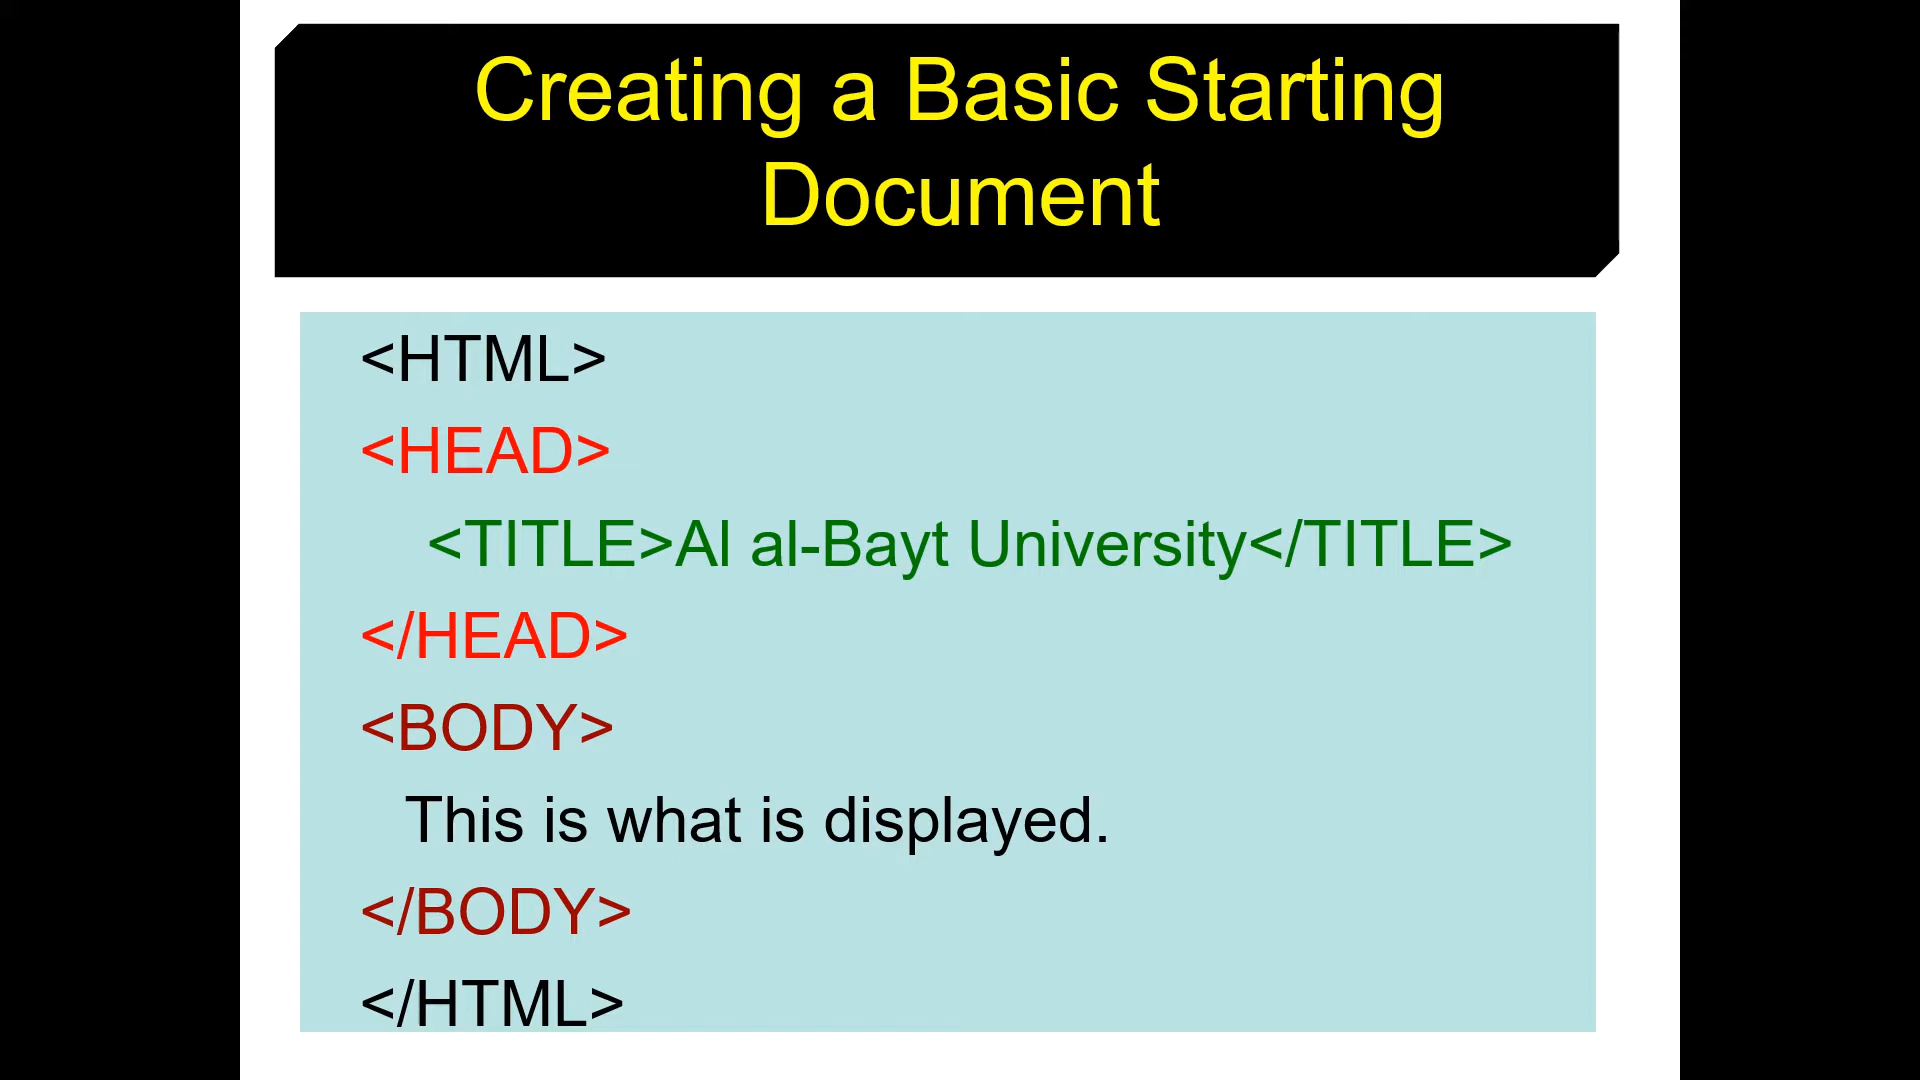 Creating a Basic Starting
Document
<HTML>
<HEAD>
<TITLE>Al al-Bayt University</TITLE>
</HEAD>
<BODY>
This is what is displayed.
</BODY>
</HTML>